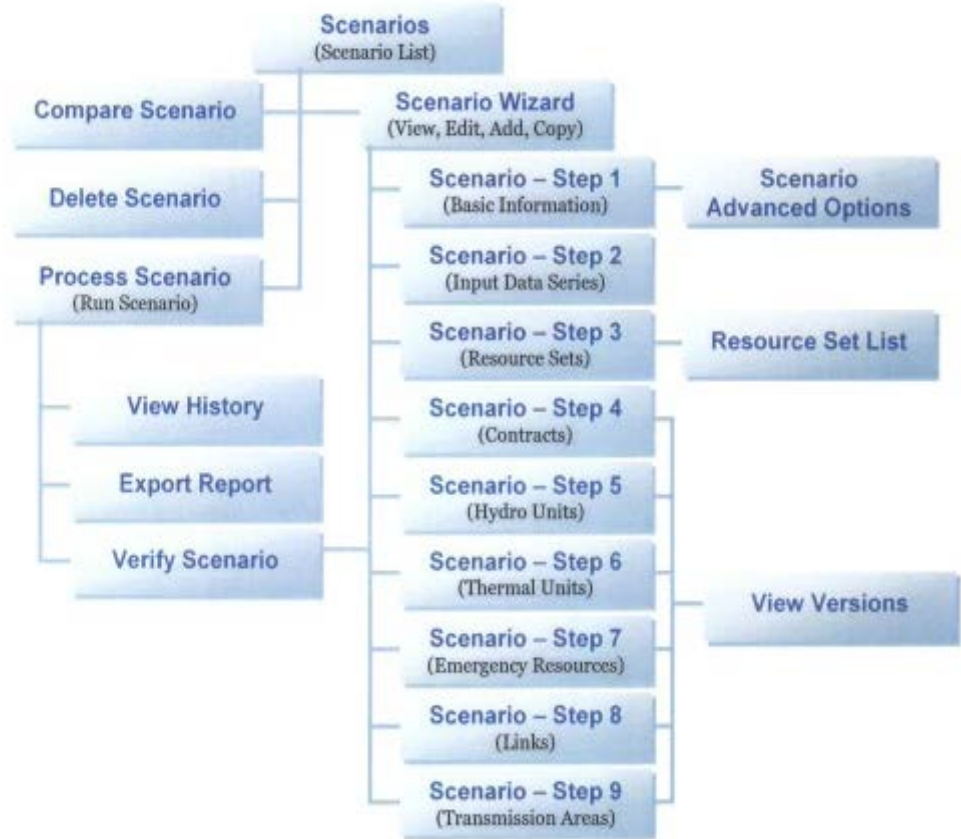 Scenarios
(Scenario List)
Compare Scenario
Scenario Wizard
(View, Edit, Add, Copy)
Delete Scenario
Scenario – Step 1
(Basic Information)
Scenario
Advanced Options
Process Scenario
(Run Scenario)
Scenario – Step 2
(Input Data Series)
Scenario – Step 3
(Resource Sets)
Resource Set List
View History
Scenario – Step 4
(Contracts)
Export Report
Scenario – Step 5
(Hydro Units)
Verify Scenario
Scenario – Step 6
(Thermal Units)
View Versions
Scenario – Step 7
(Emergency Resources)
Scenario – Step 8
(Links)
Scenario – Step 9
(Transmission Areas)